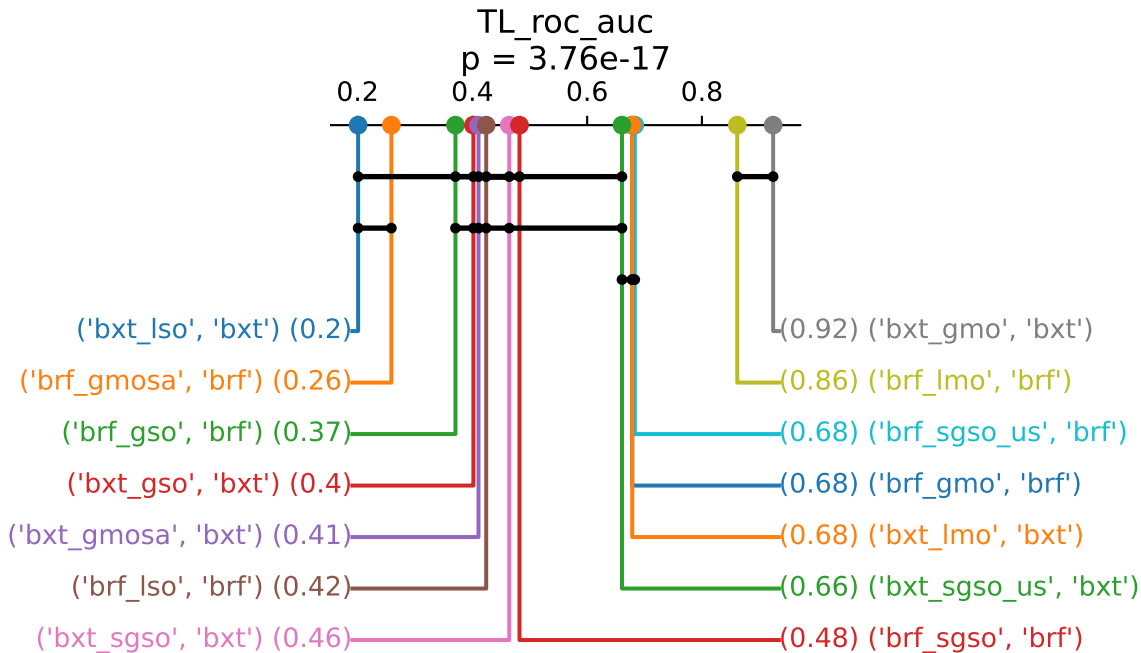 TL_roc_auc
p = 3.76e-17
0.2 0.4 0.6 0.8
('bxt_lso', 'bxt') (0.2)
('brf_gmosa', 'brf') (0.26)
('brf_gso', 'brf') (0.37)
('bxt_gso', 'bxt') (0.4)
('bxt_gmosa', 'bxt') (0.41)
('brf_lso', 'brf') (0.42)
('bxt_sgso', 'bxt') (0.46)
(0.92) ('bxt_gmo', 'bxt')
(0.86) ('brf_lmo', 'brf')
(0.68) ('brf_sgso_us', 'brf')
(0.68) ('brf_gmo', 'brf')
(0.68) ('bxt_lmo', 'bxt')
(0.66) ('bxt_sgso_us', 'bxt')
(0.48) ('brf_sgso', 'brf')